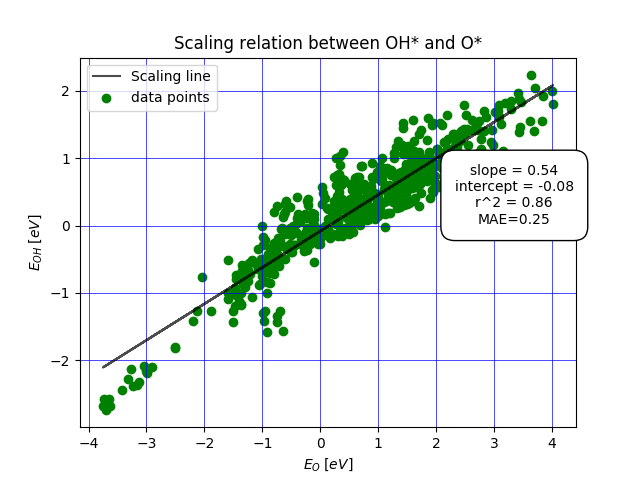 Scaling relation between OH* and O*
Scaling line
data points
2
1
0
−1
−2
E_OH [eV]
slope = 0.54
intercept = -0.08
r^2 = 0.86
MAE=0.25
−4 −3 −2 −1 0 1 2 3 4
E_O [eV]